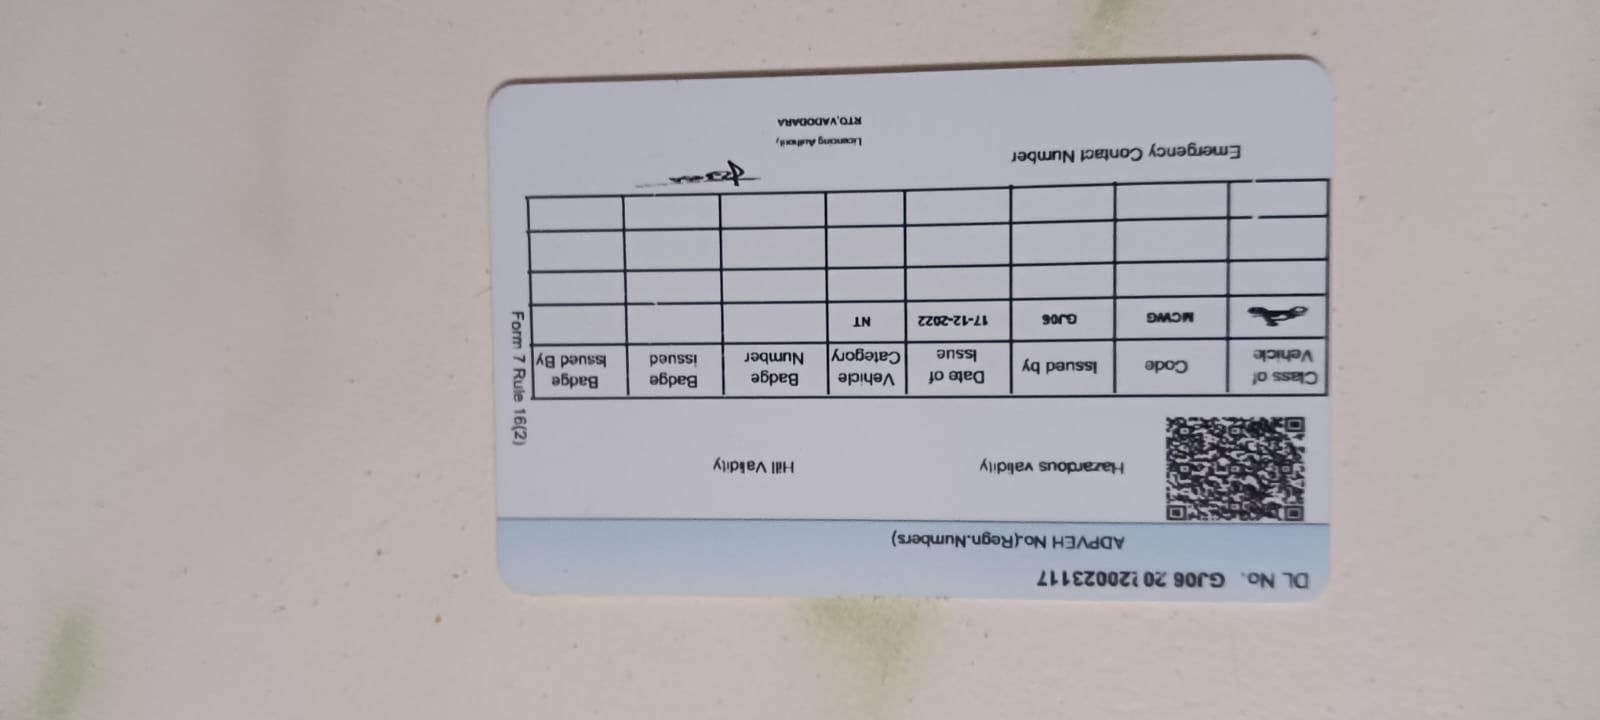 DL No. GJ06 20220023117
ADPVEH No.(Regn.Numbers)
Hazardous validity Hill Validity
Form 7 Rule 16(2)
Class of Vehicle Code Issued by Date of Issue Vehicle Category Badge Number Badge issued Badge Issued By
MCWG GJ06 17-12-2022 NT
Emergency Contact Number
Licencing Authority
RTO,VADODARA